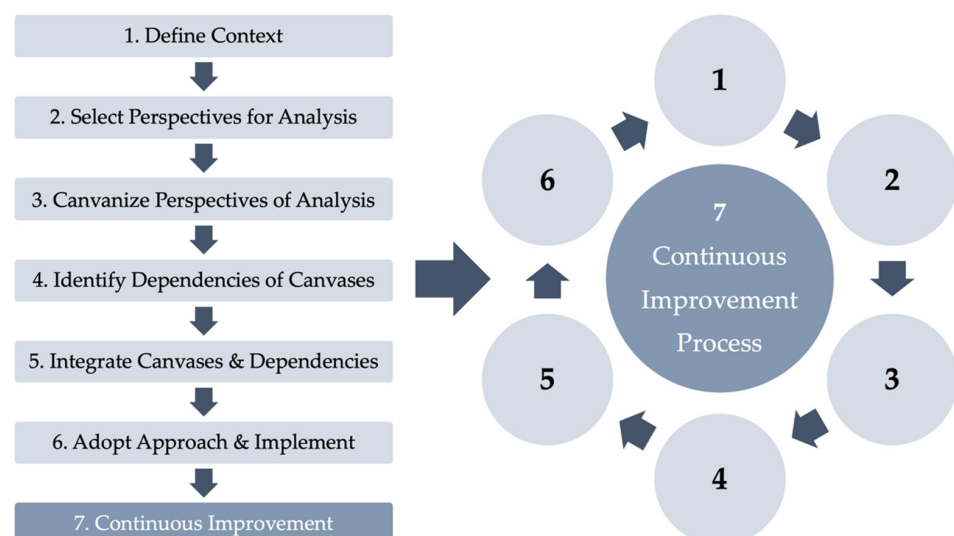 1. Define Context
2. Select Perspectives for Analysis
3. Canvanize Perspectives of Analysis
4. Identify Dependencies of Canvases
5. Integrate Canvases & Dependencies
6. Adopt Approach & Implement
7. Continuous Improvement
1
2
3
4
5
6
7
Continuous
Improvement
Process